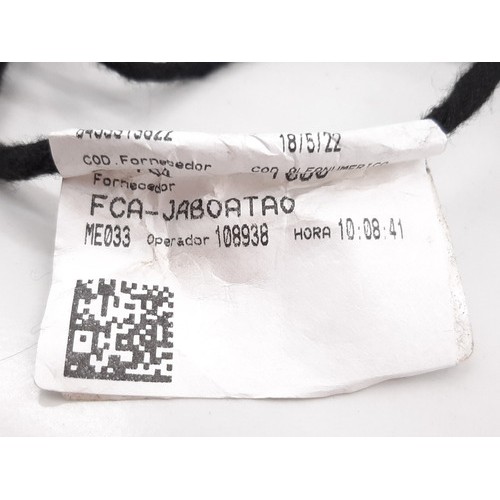 18/5/22
COD.Fornecedor
Fornecedor
FCA-JABOATAO
ME033 Operador 108938 HORA 10:08:41